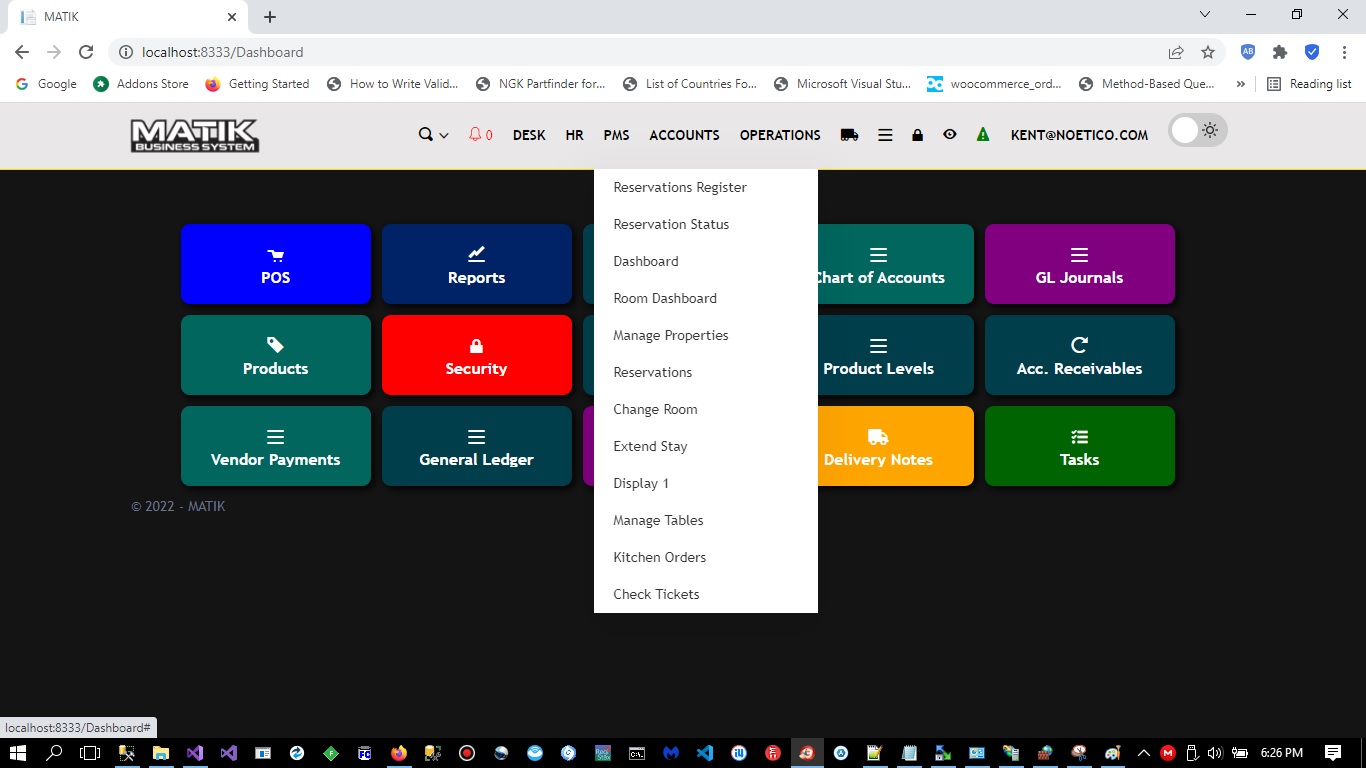 MATIK
localhost:8333/Dashboard
Google
Addons Store
Getting Started
How to Write Valid...
NGK Partfinder for...
List of Countries Fo...
Microsoft Visual Stu...
woocommerce_ord...
Method-Based Que...
»
Reading list
MATIK
BUSINESS SYSTEM
0
DESK
HR
PMS
ACCOUNTS
OPERATIONS
KENT@NOETICO.COM
Reservations Register
Reservation Status
Dashboard
Room Dashboard
Manage Properties
Reservations
Change Room
Extend Stay
Display 1
Manage Tables
Kitchen Orders
Check Tickets
POS
Reports
Chart of Accounts
GL Journals
Products
Security
Product Levels
Acc. Receivables
Vendor Payments
General Ledger
Delivery Notes
Tasks
© 2022 - MATIK
localhost:8333/Dashboard#
6:26 PM